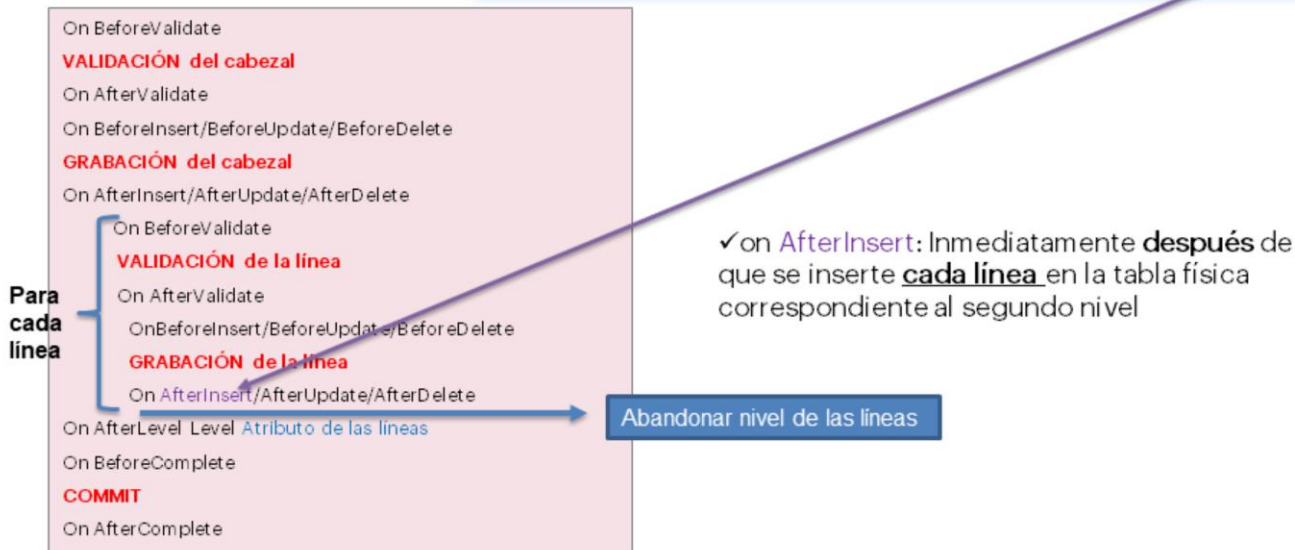 On BeforeValidate
VALIDACIÓN del cabezal
On AfterValidate
On BeforeInsert/BeforeUpdate/BeforeDelete
GRABACIÓN del cabezal
On AfterInsert/AfterUpdate/AfterDelete
Para
cada
línea
On BeforeValidate
VALIDACIÓN de la línea
On AfterValidate
OnBeforeInsert/BeforeUpdate/BeforeDelete
GRABACIÓN de la línea
On AfterInsert/AfterUpdate/AfterDelete
Abandonar nivel de las líneas
On AfterLevel Level Atributo de las líneas
On BeforeComplete
COMMIT
On AfterComplete
✓on AfterInsert: Inmediatamente después de
que se inserte cada línea en la tabla física
correspondiente al segundo nivel